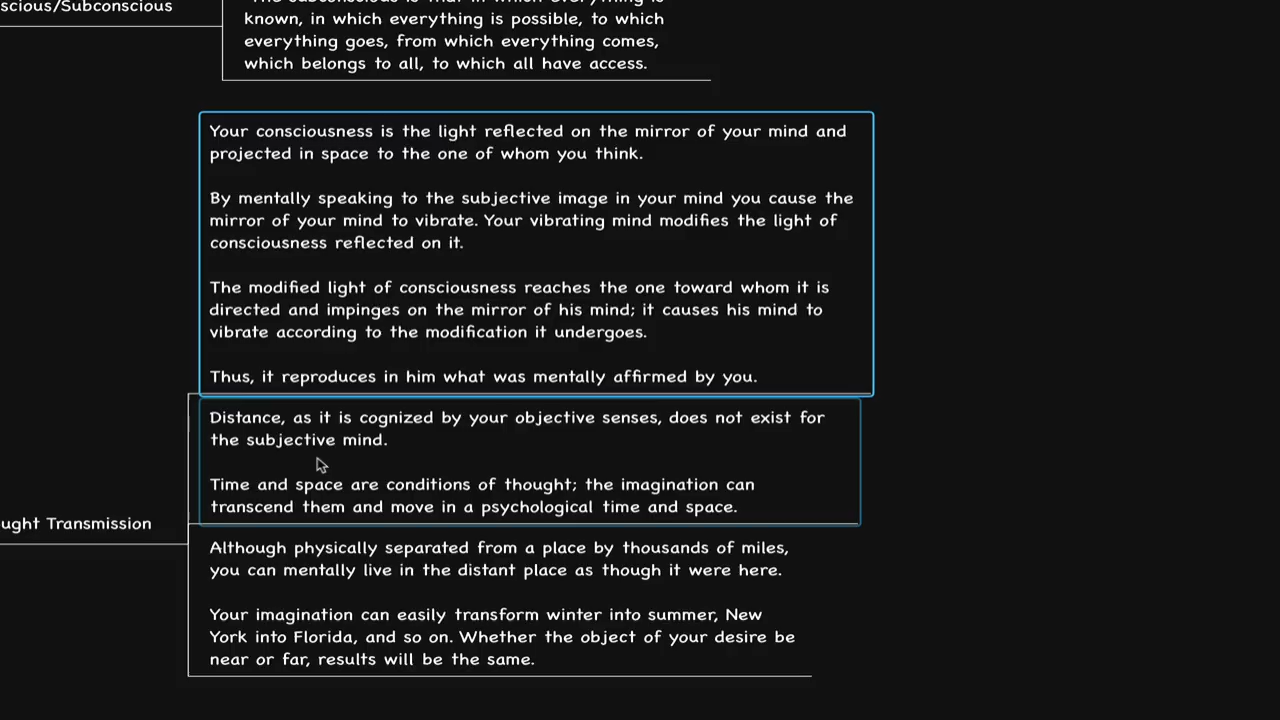 scious/Subconscious
known, in which everything is possible, to which
everything goes, from which everything comes,
which belongs to all, to which all have access.
Your consciousness is the light reflected on the mirror of your mind and
projected in space to the one of whom you think.
By mentally speaking to the subjective image in your mind you cause the
mirror of your mind to vibrate. Your vibrating mind modifies the light of
consciousness reflected on it.
The modified light of consciousness reaches the one toward whom it is
directed and impinges on the mirror of his mind; it causes his mind to
vibrate according to the modification it undergoes.
Thus, it reproduces in him what was mentally affirmed by you.
Distance, as it is cognized by your objective senses, does not exist for
the subjective mind.
Time and space are conditions of thought; the imagination can
transcend them and move in a psychological time and space.
ught Transmission
Although physically separated from a place by thousands of miles,
you can mentally live in the distant place as though it were here.
Your imagination can easily transform winter into summer, New
York into Florida, and so on. Whether the object of your desire be
near or far, results will be the same.